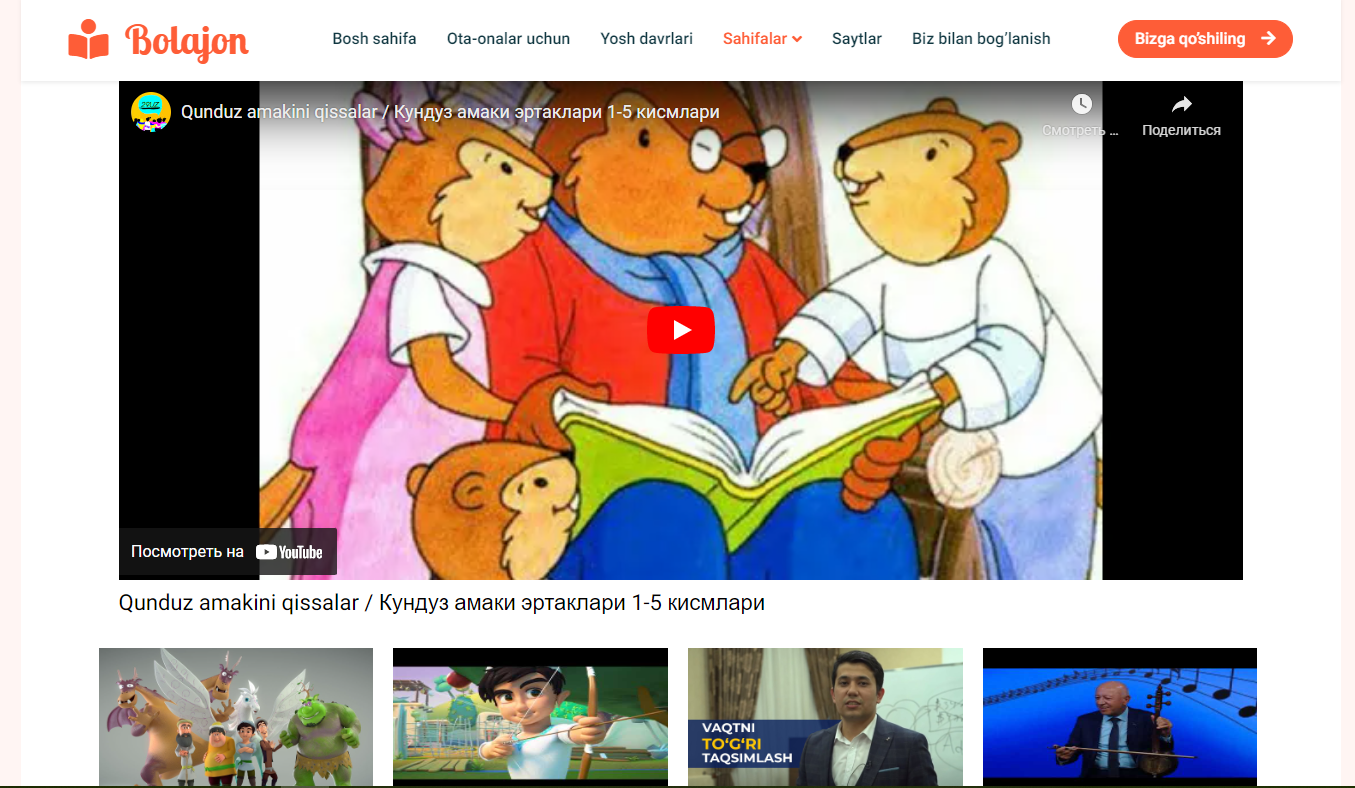 Bolajon
Bosh sahifa
Ota-onalar uchun
Yosh davrlari
Sahifalar
Saytlar
Biz bilan bog’lanish
Bizga qo‘shiling
Qunduz amakini qissalar / Кундуз амаки эртаклари 1-5 кисмлари
Смотреть ...
Поделиться
Посмотреть на YouTube
Qunduz amakini qissalar / Кундуз амаки эртаклари 1-5 кисмлари
VAQTNI
TO‘G‘RI
TAQSIMLASH